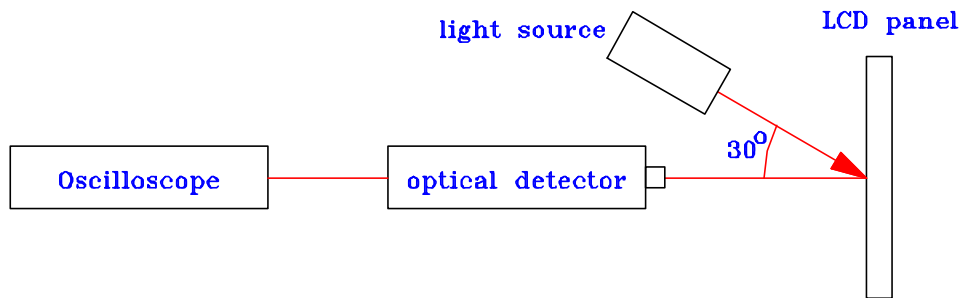 light source
LCD panel
30°
Oscilloscope
optical detector